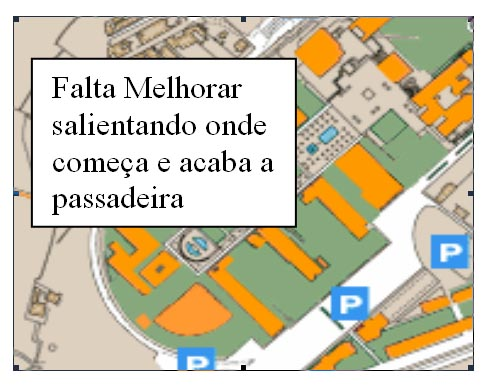 Falta Melhorar
salientando onde
começa e acaba a
passadeira
P
P
P